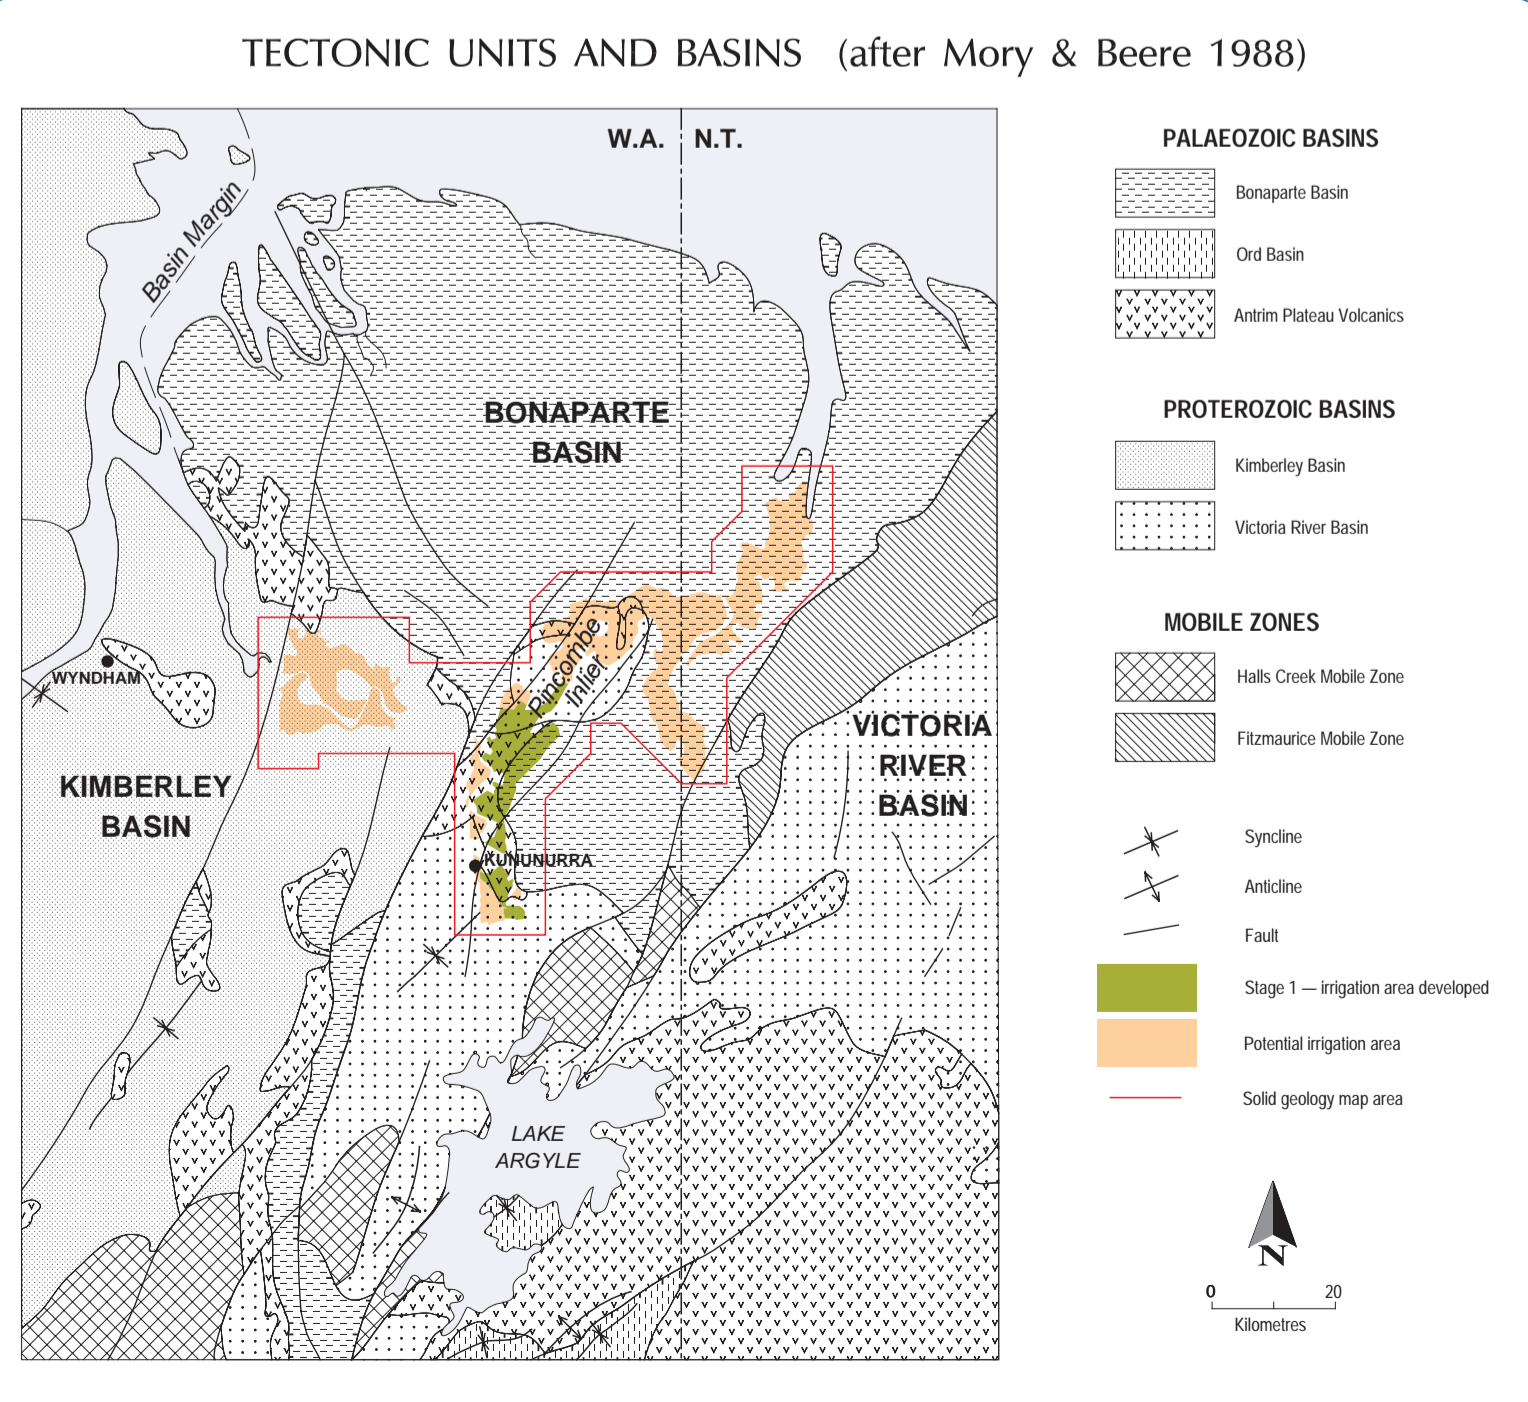 TECTONIC UNITS AND BASINS (after Mory & Beere 1988)
W.A. N.T.
Basin Margin
BONAPARTE
BASIN
WYNDHAM
Pincombe
Inlier
KIMBERLEY
BASIN
VICTORIA
RIVER
BASIN
KUNUNURRA
LAKE
ARGYLE
PALAEOZOIC BASINS
Bonaparte Basin
Ord Basin
Antrim Plateau Volcanics
PROTEROZOIC BASINS
Kimberley Basin
Victoria River Basin
MOBILE ZONES
Halls Creek Mobile Zone
Fitzmaurice Mobile Zone
Syncline
Anticline
Fault
Stage 1 — irrigation area developed
Potential irrigation area
Solid geology map area
N
0 20
Kilometres